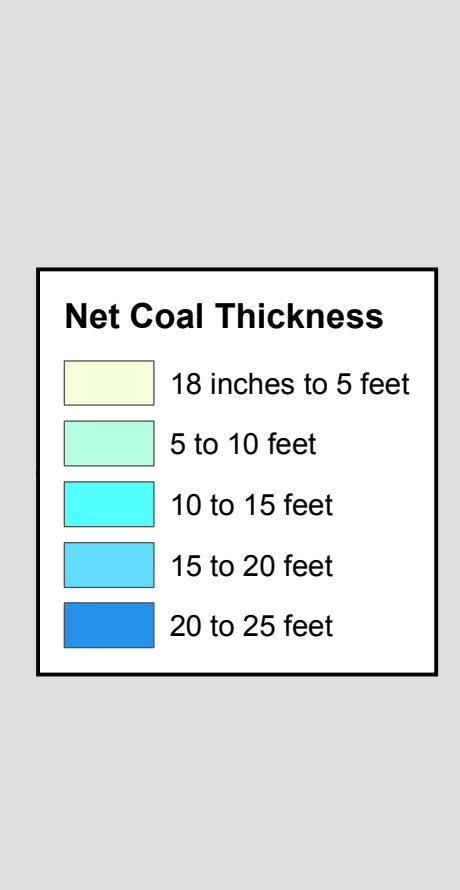 Net Coal Thickness
18 inches to 5 feet
5 to 10 feet
10 to 15 feet
15 to 20 feet
20 to 25 feet